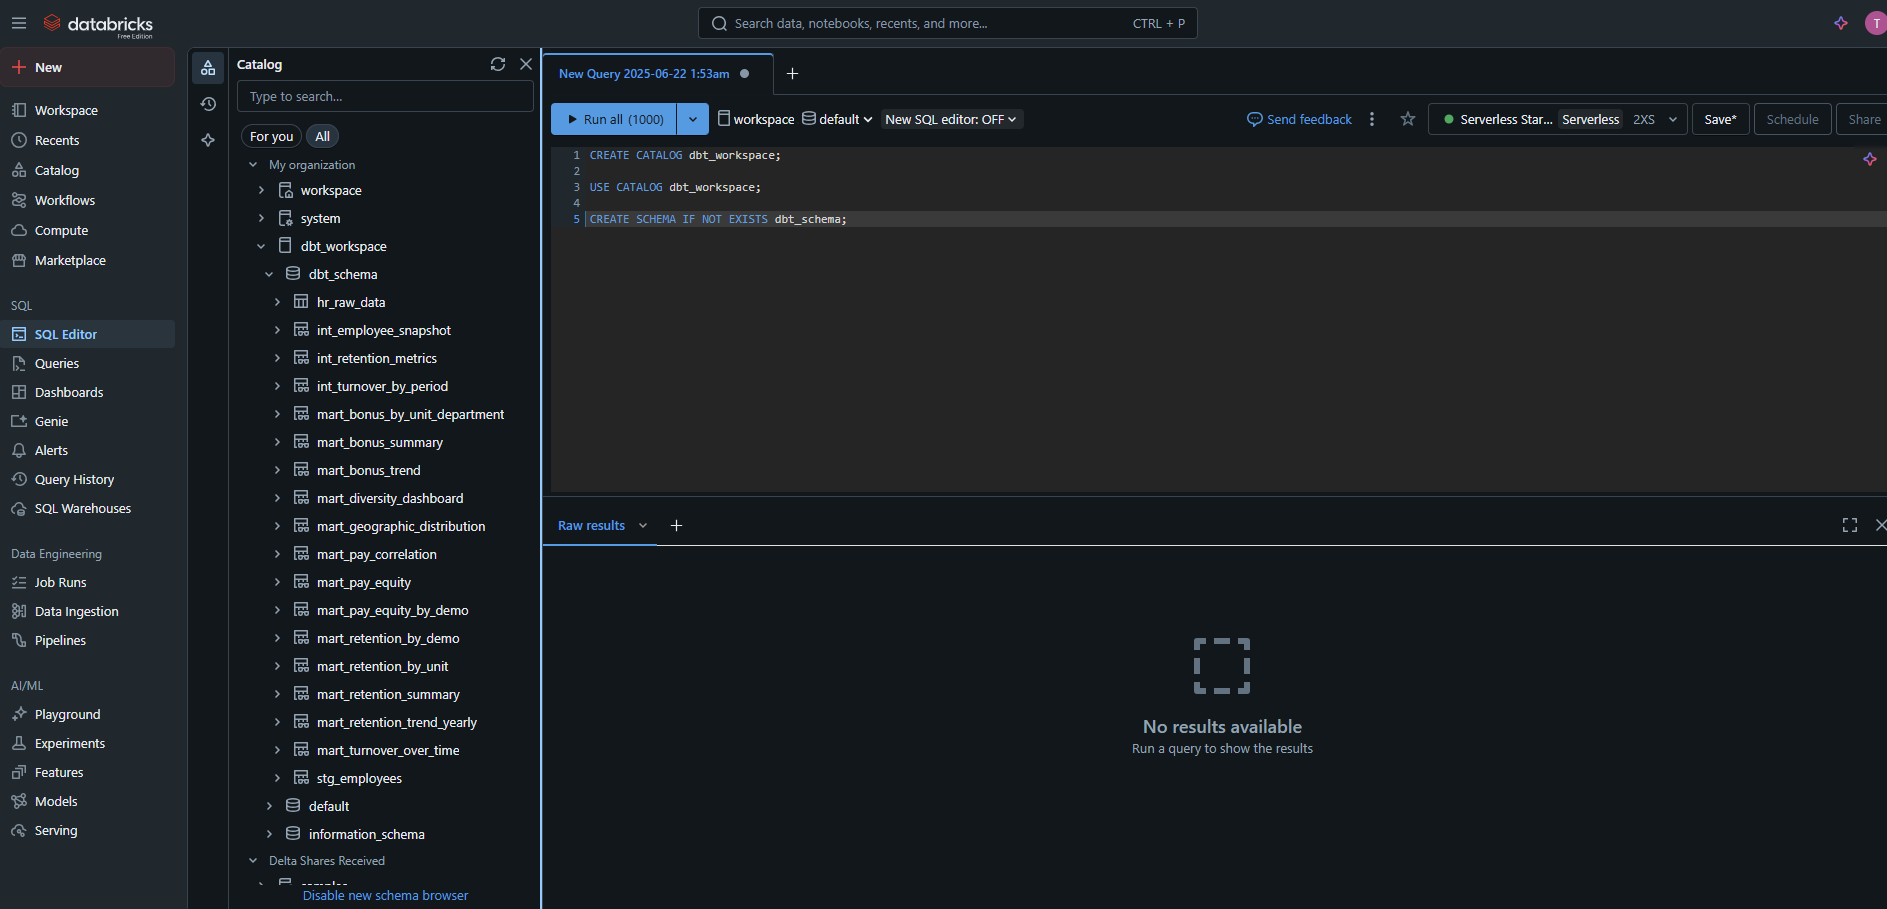 databricks
Free Edition
Search data, notebooks, recents, and more...
CTRL + P
T
New
Workspace
Recents
Catalog
Workflows
Compute
Marketplace
SQL
SQL Editor
Queries
Dashboards
Genie
Alerts
Query History
SQL Warehouses
Data Engineering
Job Runs
Data Ingestion
Pipelines
AI/ML
Playground
Experiments
Features
Models
Serving
Catalog
Type to search...
For you
All
My organization
workspace
system
dbt_workspace
dbt_schema
hr_raw_data
int_employee_snapshot
int_retention_metrics
int_turnover_by_period
mart_bonus_by_unit_department
mart_bonus_summary
mart_bonus_trend
mart_diversity_dashboard
mart_geographic_distribution
mart_pay_correlation
mart_pay_equity
mart_pay_equity_by_demo
mart_retention_by_demo
mart_retention_by_unit
mart_retention_summary
mart_retention_trend_yearly
mart_turnover_over_time
stg_employees
default
information_schema
Delta Shares Received
Disable new schema browser
New Query 2025-06-22 1:53am
Run all (1000)
workspace
default
New SQL editor: OFF
Send feedback
Serverless Star... Serverless 2XS
Save*
Schedule
Share
1 CREATE CATALOG dbt_workspace;
2
3 USE CATALOG dbt_workspace;
4
5 CREATE SCHEMA IF NOT EXISTS dbt_schema;
Raw results
No results available
Run a query to show the results